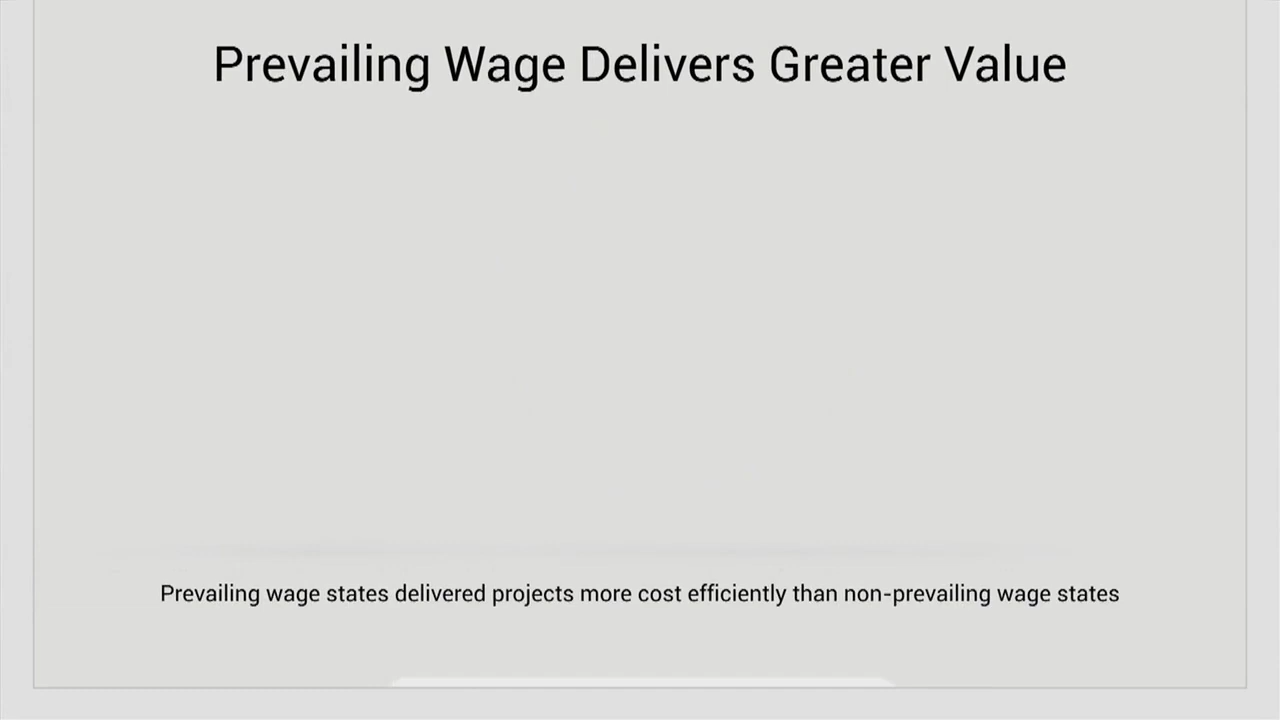 Prevailing Wage Delivers Greater Value
Prevailing wage states delivered projects more cost efficiently than non-prevailing wage states